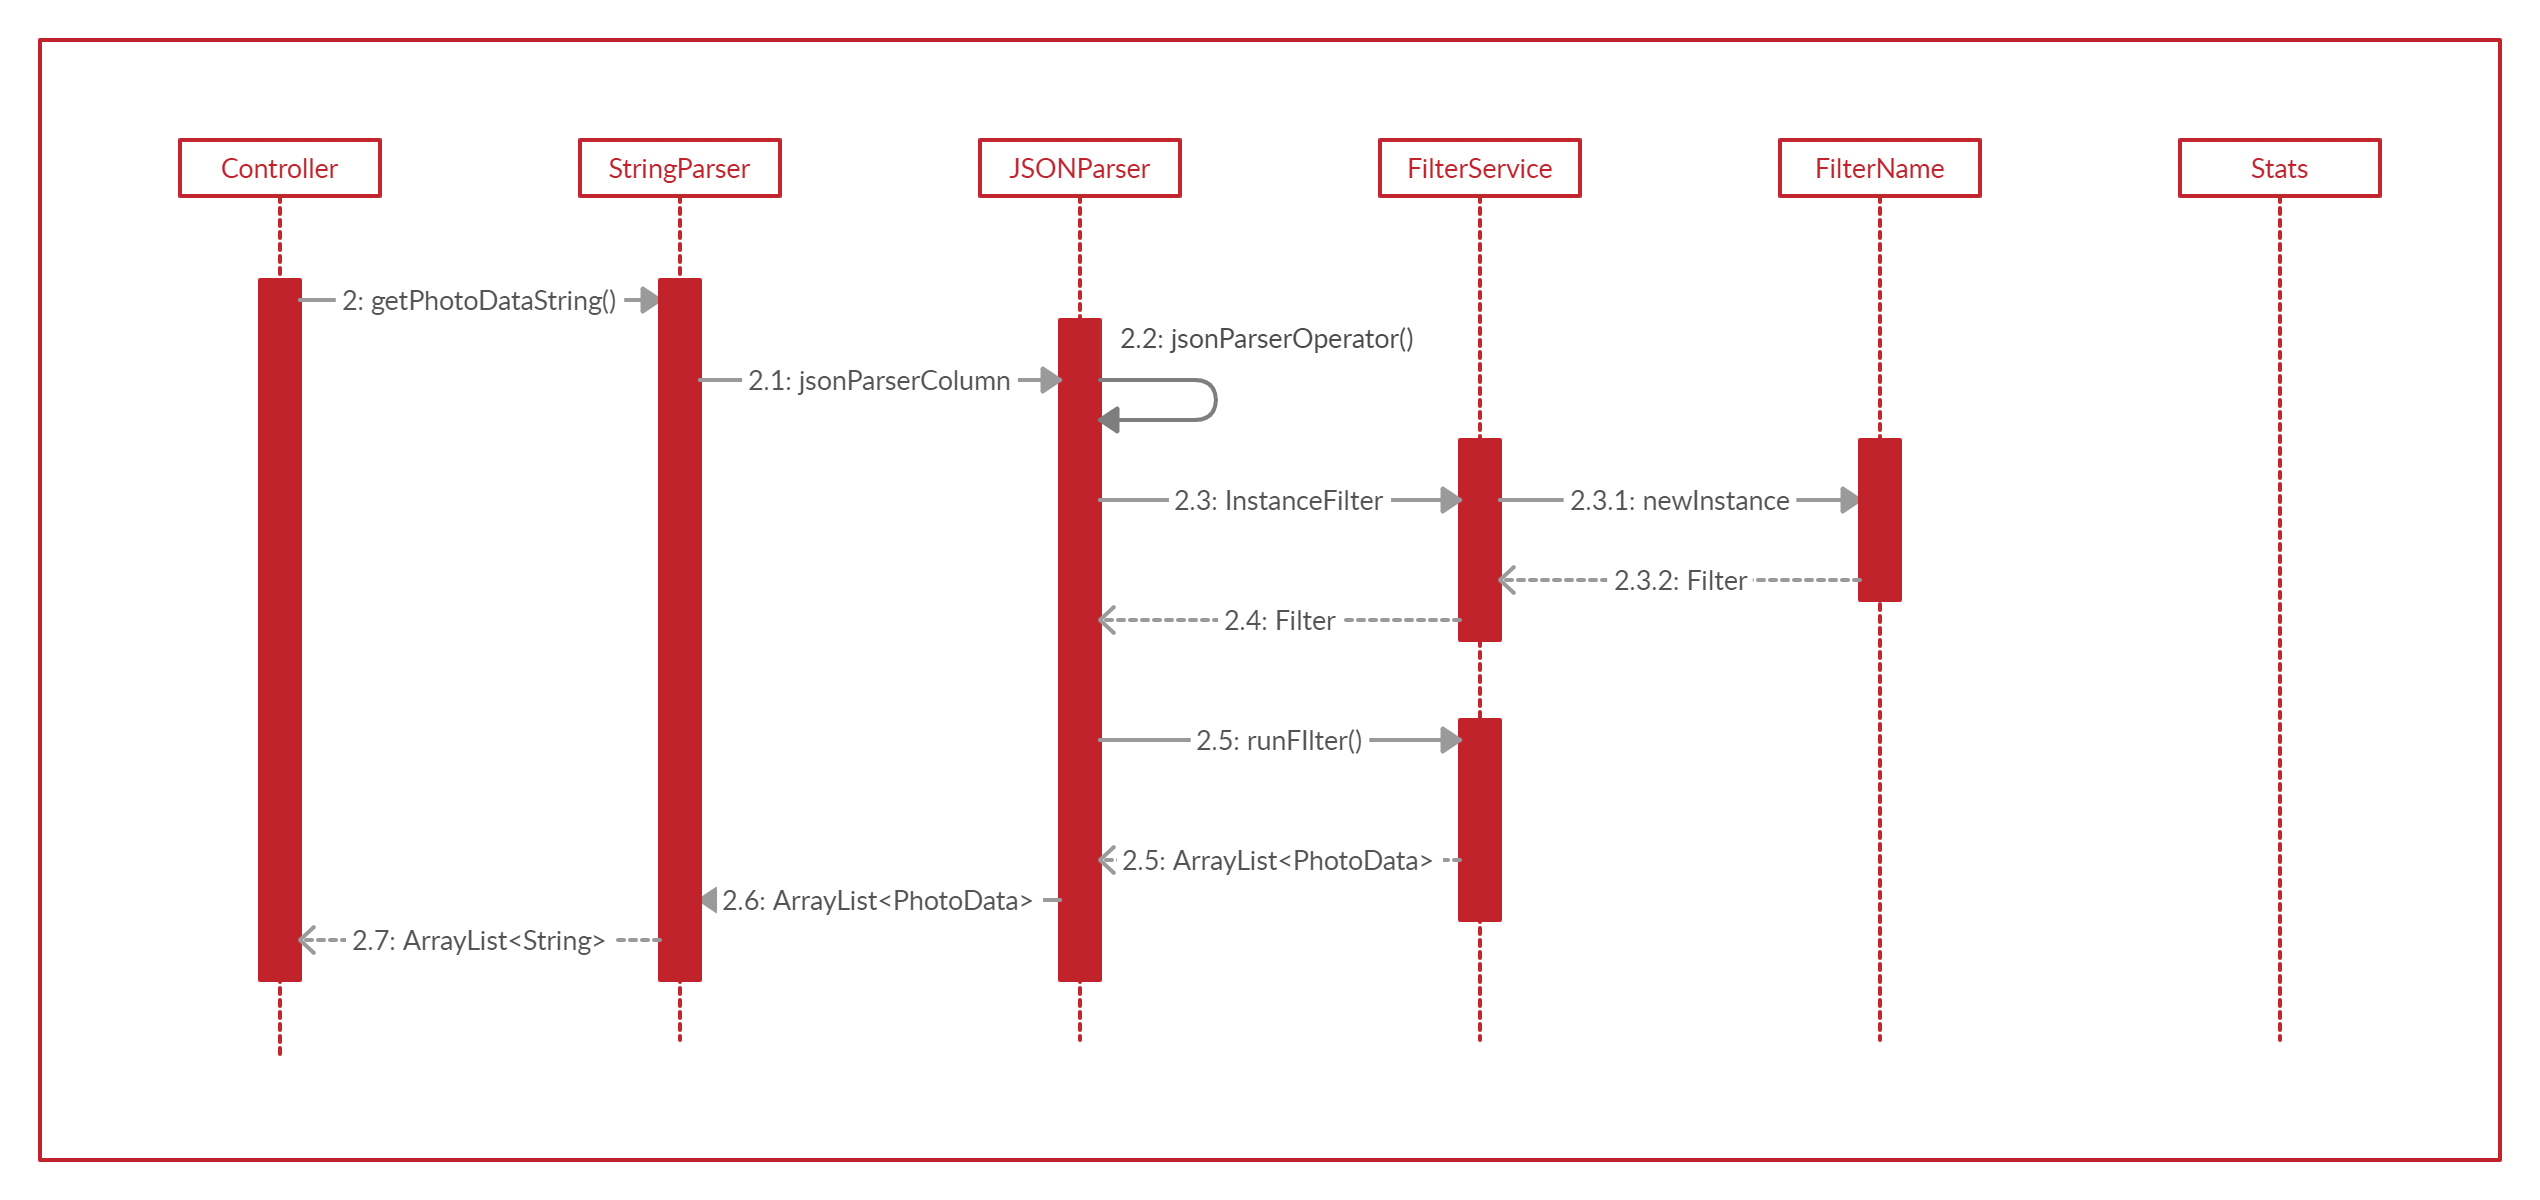 Controller
StringParser
JSONParser
FilterService
FilterName
Stats
2: getPhotoDataString()
2.2: jsonParserOperator()
2.1: jsonParserColumn
2.3: InstanceFilter
2.3.1: newInstance
2.3.2: Filter
2.4: Filter
2.5: runFIlter()
2.5: ArrayList<PhotoData>
2.6: ArrayList<PhotoData>
2.7: ArrayList<String>